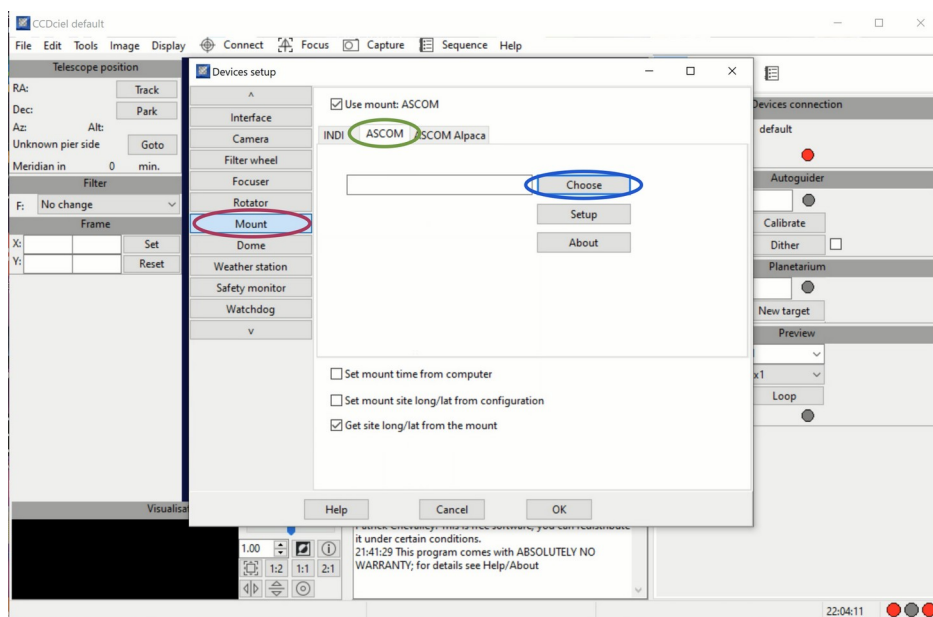 CCDciel default
File Edit Tools Image Display Connect Focus Capture Sequence Help
Telescope position
RA: Track
Dec: Park
Az: Alt:
Unknown pier side Goto
Meridian in 0 min.
Filter
F: No change
Frame
X: Set
Y: Reset
Devices setup
^
Interface
Camera
Filter wheel
Focuser
Rotator
Mount
Dome
Weather station
Safety monitor
Watchdog
v
Use mount: ASCOM
INDI ASCOM ASCOM Alpaca
Choose
Setup
About
Set mount time from computer
Set mount site long/lat from configuration
Get site long/lat from the mount
Help Cancel OK
Devices connection
default
Autoguider
Calibrate
Dither
Planetarium
New target
Preview
x1
Loop
1.00
1:2 1:1 2:1
it under certain conditions.
21:41:29 This program comes with ABSOLUTELY NO
WARRANTY; for details see Help/About
22:04:11